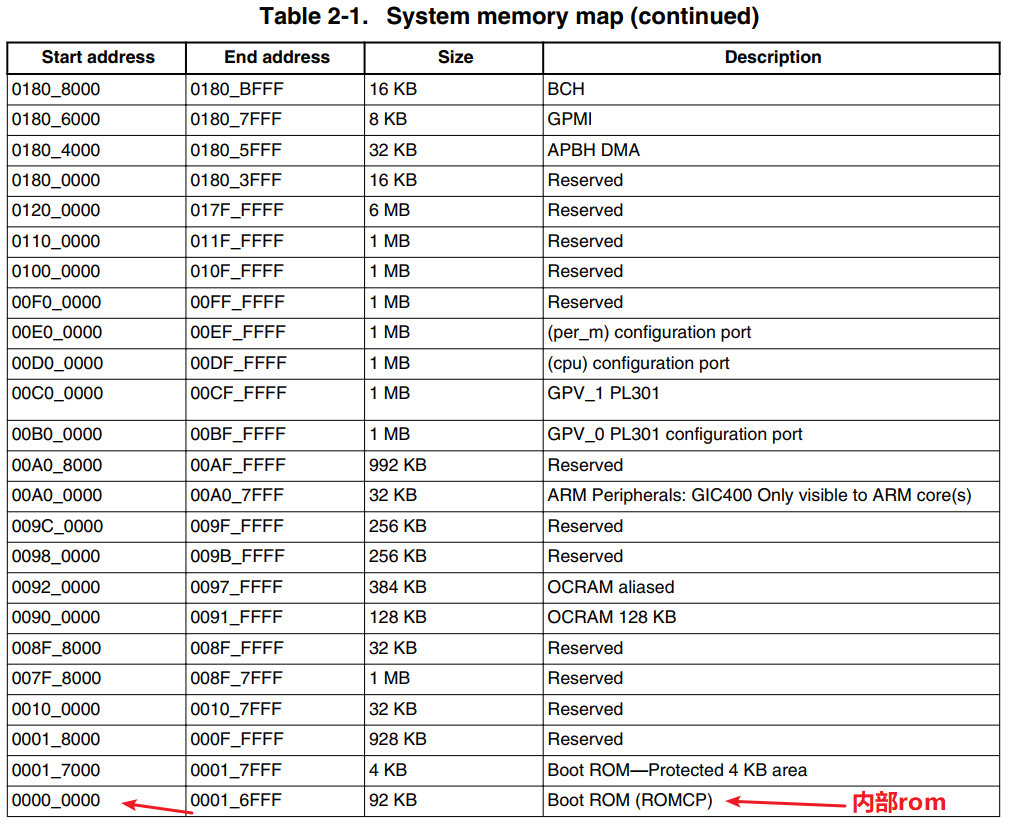 Table 2-1. System memory map (continued)
Start address End address Size Description
0180_8000 0180_BFFF 16 KB BCH
0180_6000 0180_7FFF 8 KB GPMI
0180_4000 0180_5FFF 32 KB APBH DMA
0180_0000 0180_3FFF 16 KB Reserved
0120_0000 017F_FFFF 6 MB Reserved
0110_0000 011F_FFFF 1 MB Reserved
0100_0000 010F_FFFF 1 MB Reserved
00F0_0000 00FF_FFFF 1 MB Reserved
00E0_0000 00EF_FFFF 1 MB (per_m) configuration port
00D0_0000 00DF_FFFF 1 MB (cpu) configuration port
00C0_0000 00CF_FFFF 1 MB GPV_1 PL301
00B0_0000 00BF_FFFF 1 MB GPV_0 PL301 configuration port
00A0_8000 00AF_FFFF 992 KB Reserved
00A0_0000 00A0_7FFF 32 KB ARM Peripherals: GIC400 Only visible to ARM core(s)
009C_0000 009F_FFFF 256 KB Reserved
0098_0000 009B_FFFF 256 KB Reserved
0092_0000 0097_FFFF 384 KB OCRAM aliased
0090_0000 0091_FFFF 128 KB OCRAM 128 KB
008F_8000 008F_FFFF 32 KB Reserved
007F_8000 008F_7FFF 1 MB Reserved
0010_0000 0010_7FFF 32 KB Reserved
0001_8000 000F_FFFF 928 KB Reserved
0001_7000 0001_7FFF 4 KB Boot ROM—Protected 4 KB area
0000_0000 0001_6FFF 92 KB Boot ROM (ROMCP) 内部rom